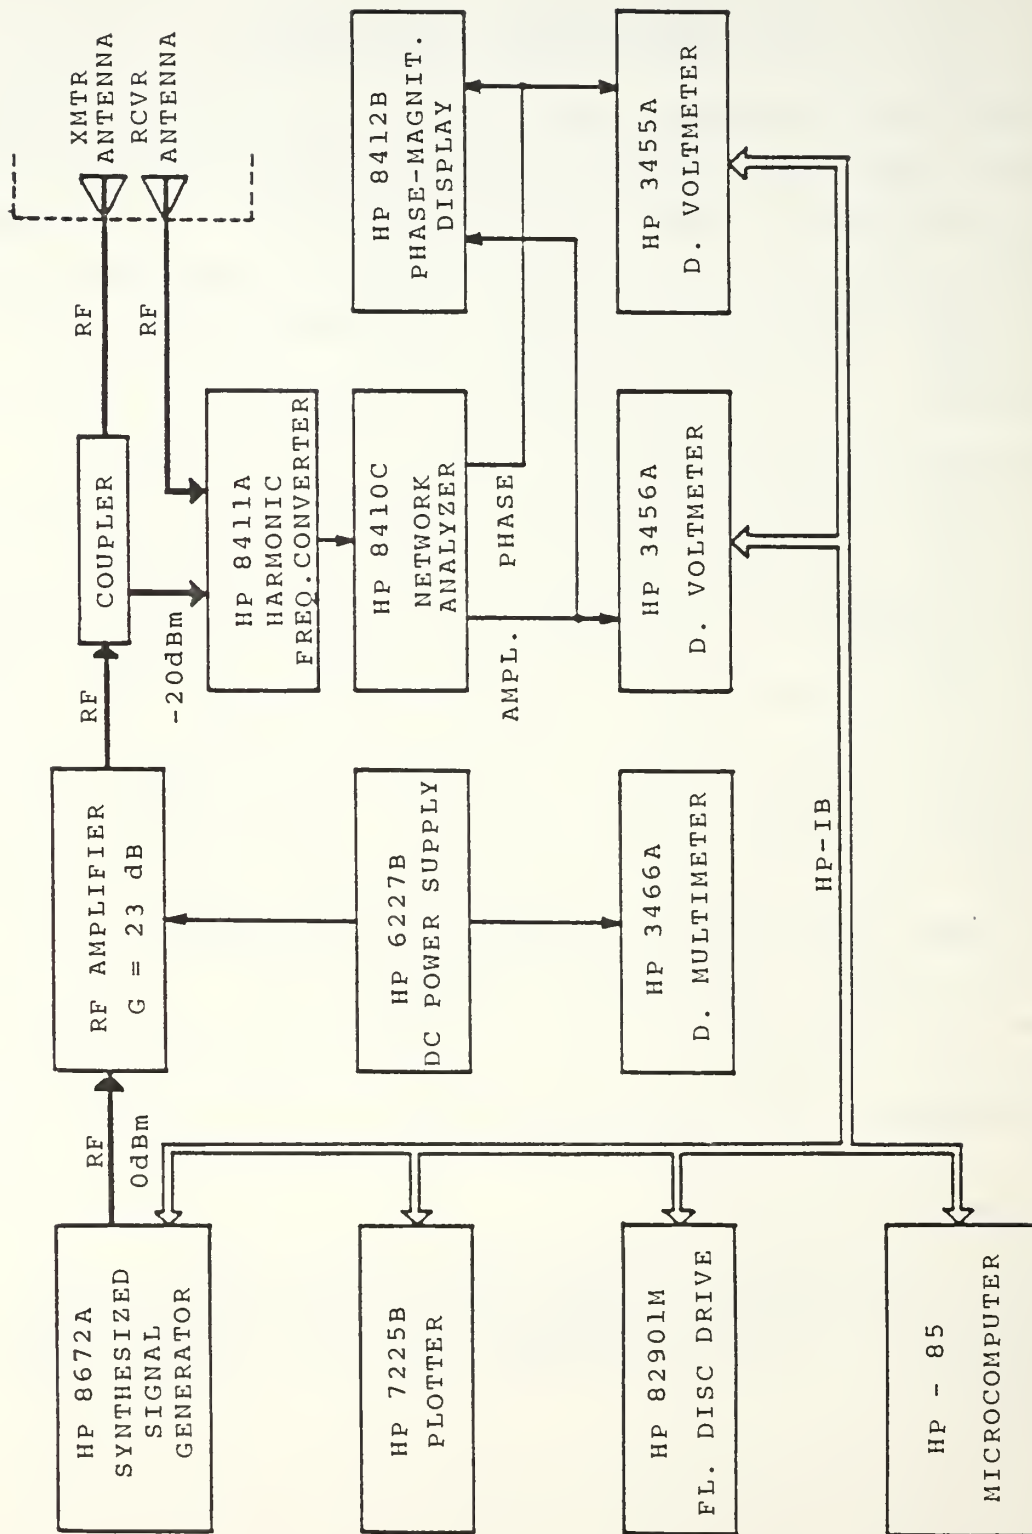 HP 8672A
SYNTHESIZED
SIGNAL
GENERATOR
RF
0dBm
RF AMPLIFIER
G = 23 dB
RF
-20dBm
COUPLER
RF
RF
XMTR
ANTENNA
RCVR
ANTENNA
HP 8411A
HARMONIC
FREQ.CONVERTER
HP 7225B
PLOTTER
HP 6227B
DC POWER SUPPLY
HP 8410C
NETWORK
ANALYZER
HP 8412B
PHASE-MAGNIT.
DISPLAY
AMPL.
PHASE
HP 82901M
FL. DISC DRIVE
HP 3466A
D. MULTIMETER
HP 3456A
D. VOLTMETER
HP 3455A
D. VOLTMETER
HP-IB
HP - 85
MICROCOMPUTER